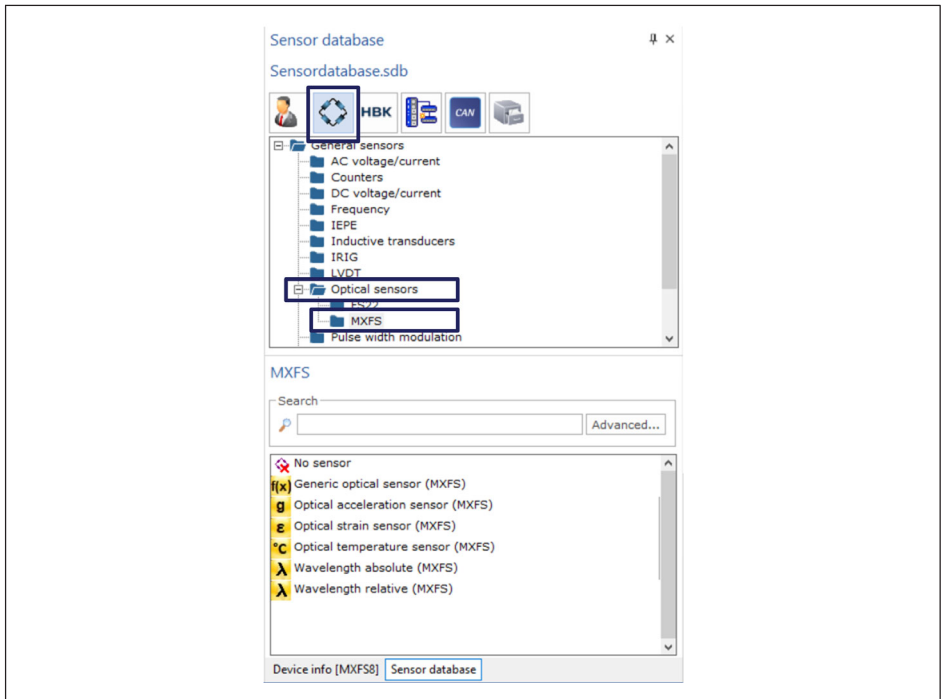 Sensor database
Sensordatabase.sdb
HBK
CAN
General sensors
AC voltage/current
Counters
DC voltage/current
Frequency
IEPE
Inductive transducers
IRIG
LVDT
Optical sensors
FS22
MXFS
Pulse width modulation
MXFS
Search
Advanced...
No sensor
f(x) Generic optical sensor (MXFS)
g Optical acceleration sensor (MXFS)
ε Optical strain sensor (MXFS)
°C Optical temperature sensor (MXFS)
λ Wavelength absolute (MXFS)
λ Wavelength relative (MXFS)
Device info [MXFS8] Sensor database